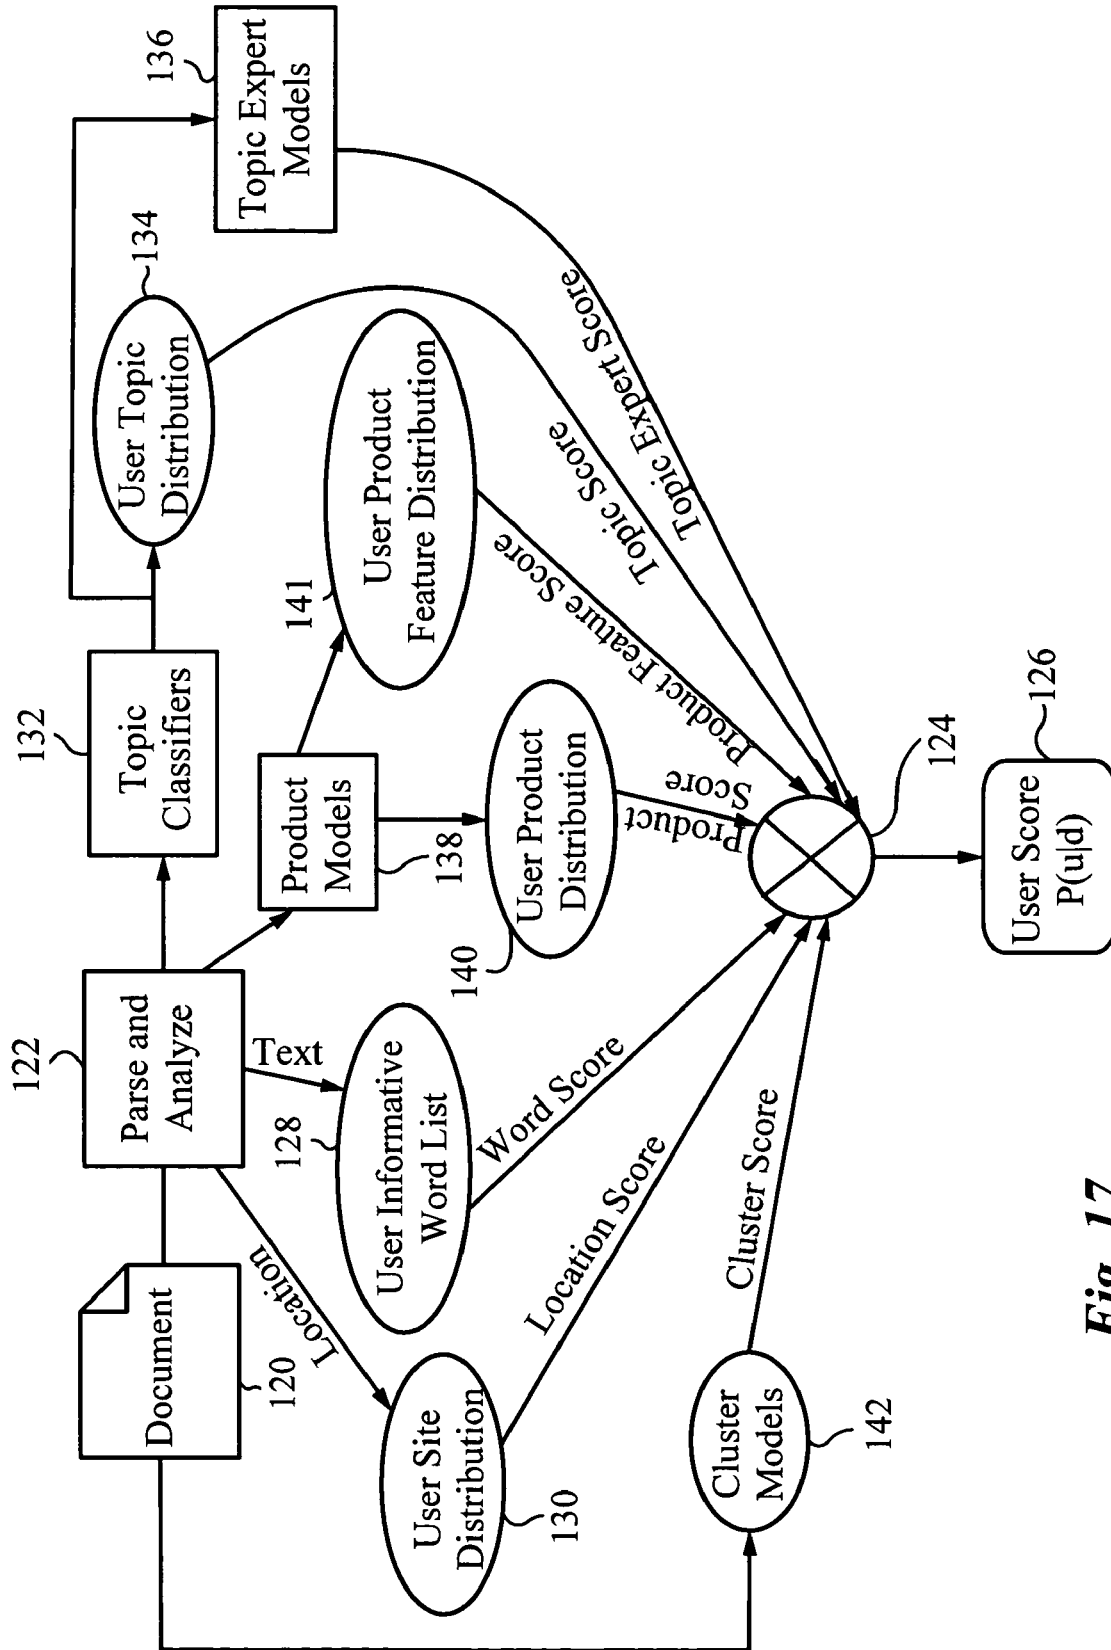 136
Topic Expert
Models
134
User Topic
Distribution
132
Topic
Classifiers
141
User Product
Feature Distribution
Topic Expert Score
Topic Score
Product Feature Score
122
Parse and
Analyze
Product
Models
138
User Product
Distribution
140
Product
Score
Text
128
User Informative
Word List
Word Score
Document
120
Location
User Site
Distribution
130
Location Score
Cluster
Models
142
Cluster Score
124
User Score
P(u|d)
126
Fig. 17